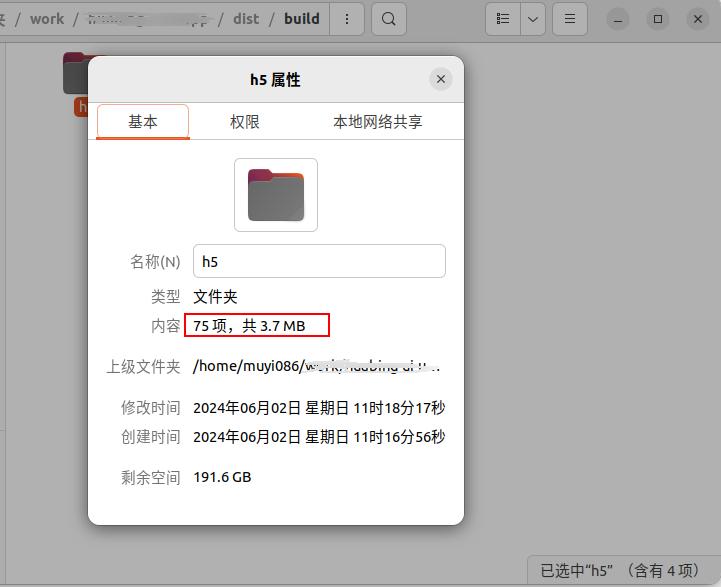 / work / / dist / build
h5 属性
基本 权限 本地网络共享
名称(N) h5
类型 文件夹
内容 75 项，共 3.7 MB
上级文件夹 /home/muyi086/
修改时间 2024年06月02日 星期日 11时18分17秒
创建时间 2024年06月02日 星期日 11时16分56秒
剩余空间 191.6 GB
已选中“h5” （含有 4 项）